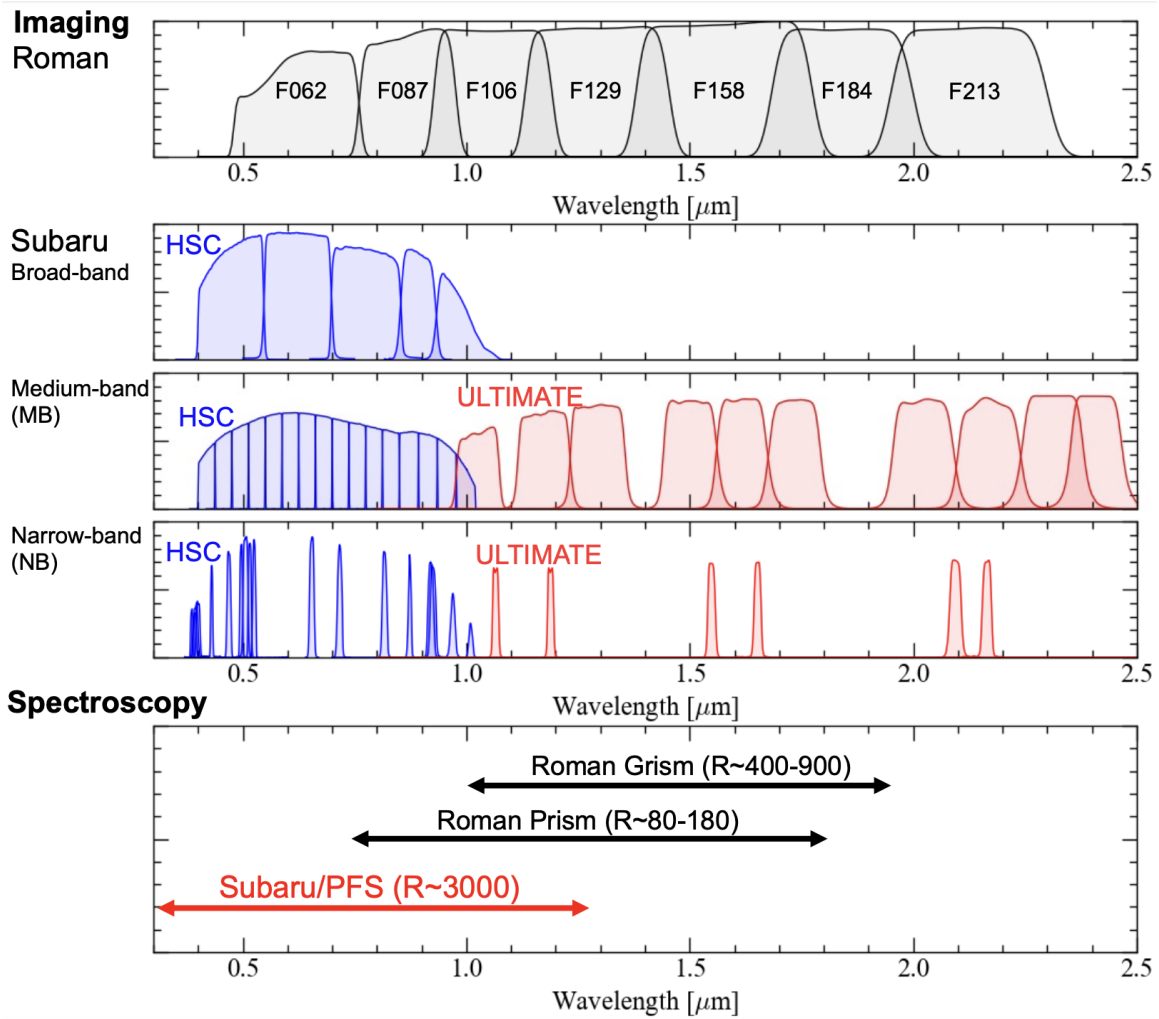 Imaging
Roman
F062
F087
F106
F129
F158
F184
F213
0.5
1.0
1.5
2.0
2.5
Wavelength [μm]
Subaru
Broad-band
HSC
Medium-band
(MB)
HSC
ULTIMATE
Narrow-band
(NB)
HSC
ULTIMATE
0.5
1.0
1.5
2.0
2.5
Wavelength [μm]
Spectroscopy
Roman Grism (R~400-900)
Roman Prism (R~80-180)
Subaru/PFS (R~3000)
0.5
1.0
1.5
2.0
2.5
Wavelength [μm]